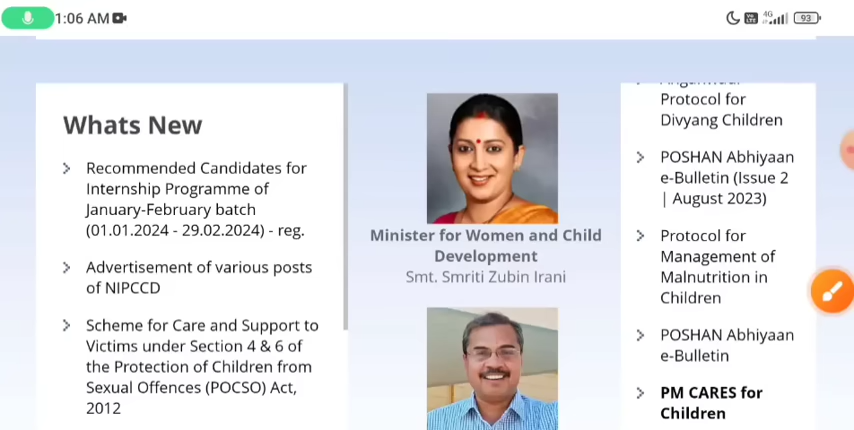 1:06 AM
4G
93
Whats New
Recommended Candidates for
Internship Programme of
January-February batch
(01.01.2024 - 29.02.2024) - reg.
Advertisement of various posts
of NIPCCD
Scheme for Care and Support to
Victims under Section 4 & 6 of
the Protection of Children from
Sexual Offences (POCSO) Act,
2012
Minister for Women and Child
Development
Smt. Smriti Zubin Irani
Protocol for
Divyang Children
POSHAN Abhiyaan
e-Bulletin (Issue 2
| August 2023)
Protocol for
Management of
Malnutrition in
Children
POSHAN Abhiyaan
e-Bulletin
PM CARES for
Children